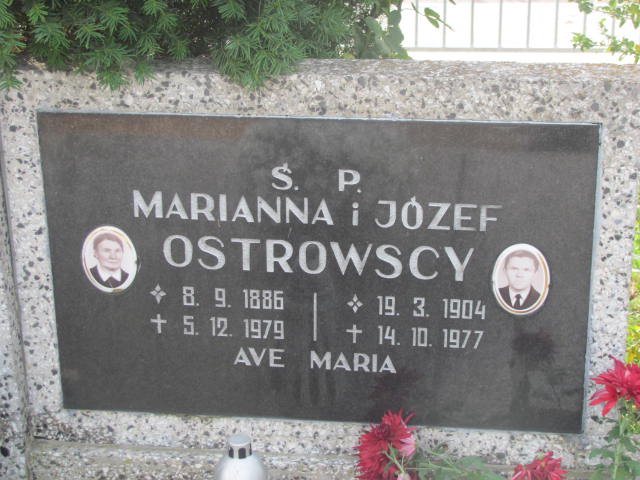 Ś. P.
MARIANNA i JÓZEF
OSTROWSCY
8. 9. 1886 19. 3. 1904
5. 12. 1979 14. 10. 1977
AVE MARIA